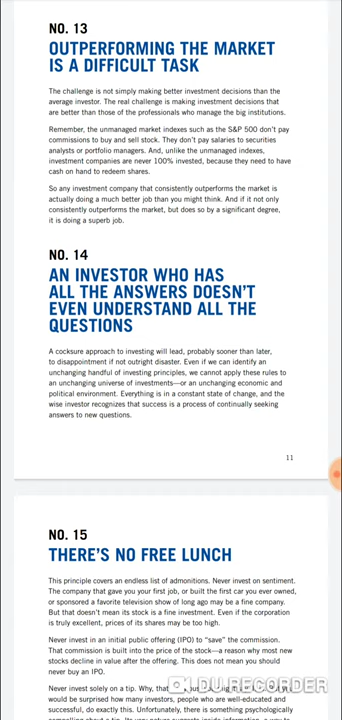 NO. 13
OUTPERFORMING THE MARKET
IS A DIFFICULT TASK
The challenge is not simply making better investment decisions than the
average investor. The real challenge is making investment decisions that
are better than those of the professionals who manage the big institutions.
Remember, the unmanaged market indexes such as the S&P 500 don't pay
commissions to buy and sell stock. They don't pay salaries to securities
analysts or portfolio managers. And, unlike the unmanaged indexes,
investment companies are never 100% invested, because they need to have
cash on hand to redeem shares.
So any investment company that consistently outperforms the market is
actually doing a much better job than you might think. And if it not only
consistently outperforms the market, but does so by a significant degree,
it is doing a superb job.
NO. 14
AN INVESTOR WHO HAS
ALL THE ANSWERS DOESN'T
EVEN UNDERSTAND ALL THE
QUESTIONS
A cocksure approach to investing will lead, probably sooner than later,
to disappointment if not outright disaster. Even if we can identify an
unchanging handful of investing principles, we cannot apply these rules to
an unchanging universe of investments—or an unchanging economic and
political environment. Everything is in a constant state of change, and the
wise investor recognizes that success is a process of continually seeking
answers to new questions.
11
NO. 15
THERE'S NO FREE LUNCH
This principle covers an endless list of admonitions. Never invest on sentiment.
The company that gave you your first job, or built the first car you ever owned,
or sponsored a favorite television show of long ago may be a fine company.
But that doesn't mean its stock is a fine investment. Even if the corporation
is truly excellent, prices of its shares may be too high.
Never invest in an initial public offering (IPO) to "save" the commission.
That commission is built into the price of the stock—a reason why most new
stocks decline in value after the offering. This does not mean you should
never buy an IPO.
Never invest solely on a tip. Why, that
DU RECORDER
would be surprised how many investors, people who are well-educated and
successful, do exactly this. Unfortunately, there is something psychologically